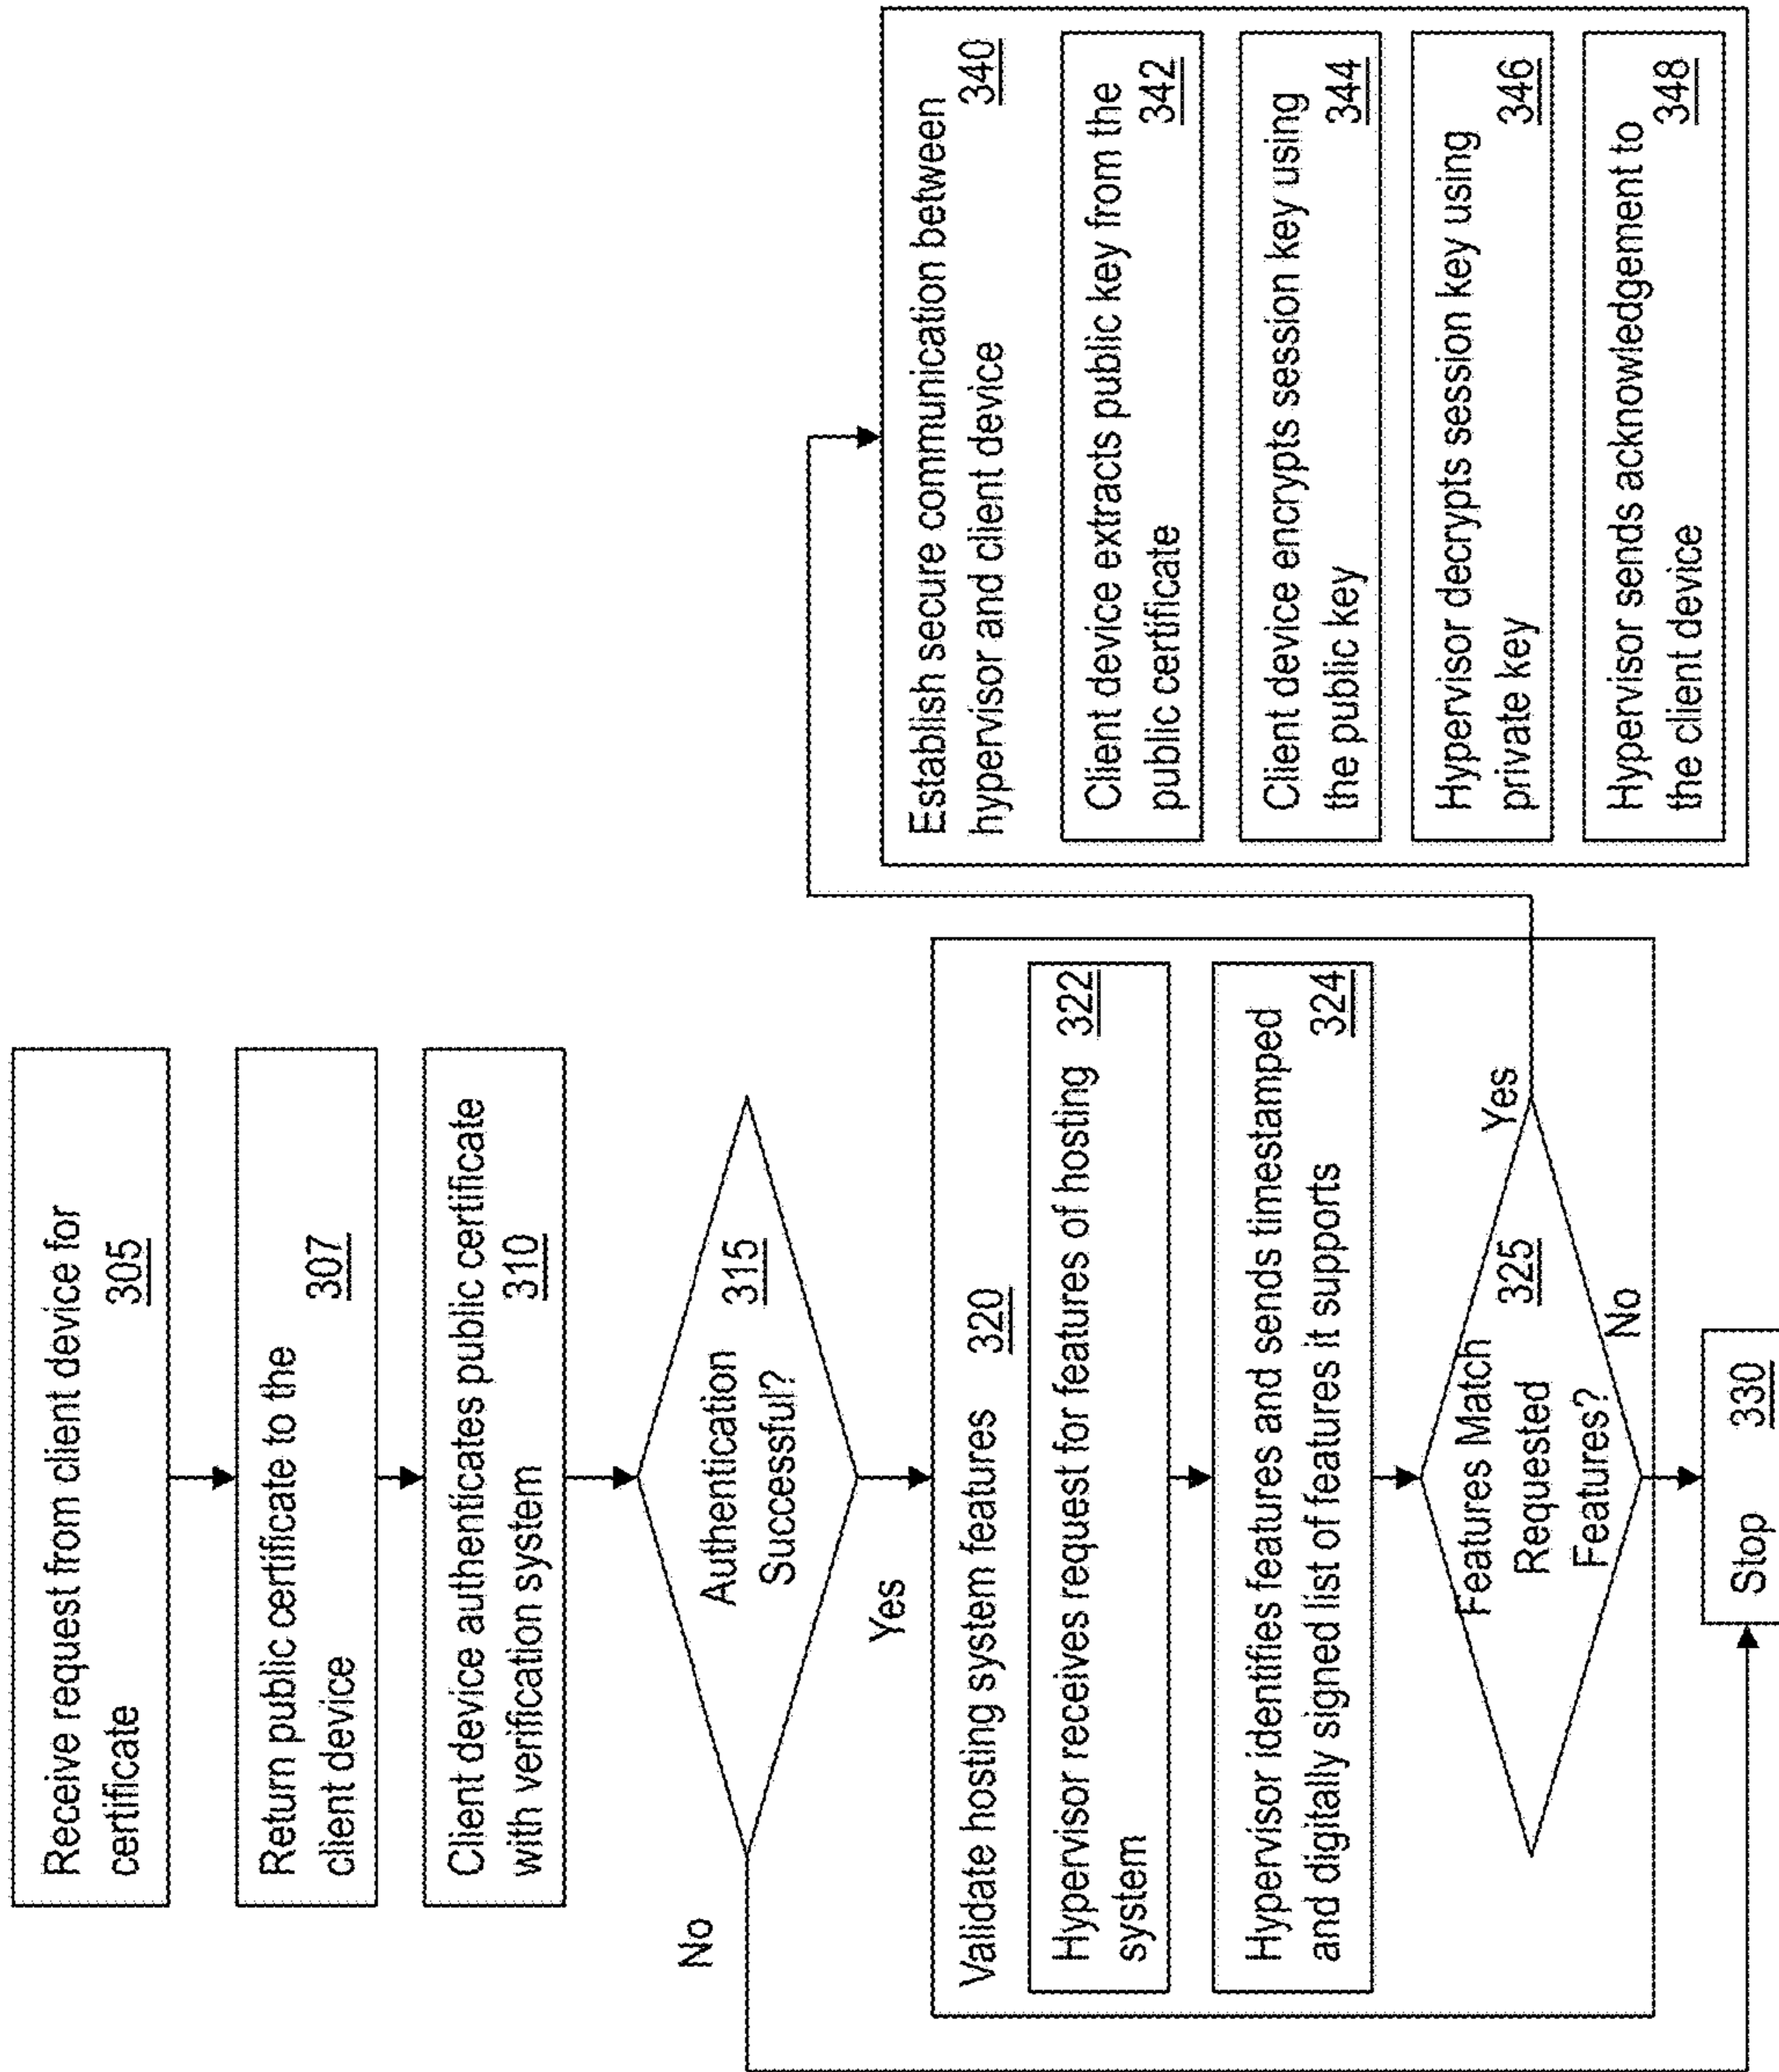 Receive request from client device for
certificate 305
Return public certificate to the
client device 307
Client device authenticates public certificate
with verification system 310
Authentication 315
Successful?
No
Yes
Validate hosting system features 320
Hypervisor receives request for features of hosting
system 322
Hypervisor identifies features and sends timestamped
and digitally signed list of features it supports 324
Features Match 325
Requested
Features?
Yes
No
Stop 330
Establish secure communication between
hypervisor and client device 340
Client device extracts public key from the
public certificate 342
Client device encrypts session key using
the public key 344
Hypervisor decrypts session key using
private key 346
Hypervisor sends acknowledgement to
the client device 348